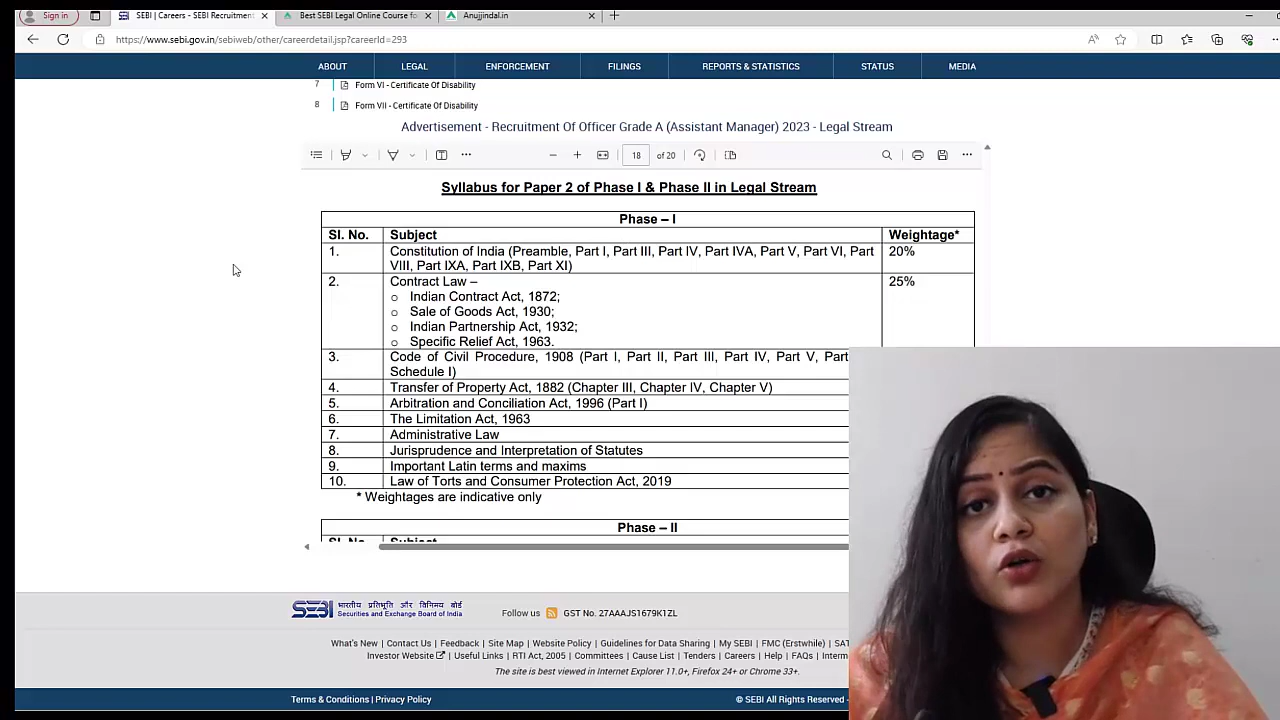 Sign in
SEBI | Careers - SEBI Recruitment
Best SEBI Legal Online Course fo
Anujjindal.in
https://www.sebi.gov.in/sebiweb/other/careerdetail.jsp?careerId=293
ABOUT LEGAL ENFORCEMENT FILINGS REPORTS & STATISTICS STATUS MEDIA
7 Form VI - Certificate Of Disability
8 Form VII - Certificate Of Disability
Advertisement - Recruitment Of Officer Grade A (Assistant Manager) 2023 - Legal Stream
18 of 20
Syllabus for Paper 2 of Phase I & Phase II in Legal Stream
Phase – I
SI. No. Subject Weightage*
1. Constitution of India (Preamble, Part I, Part III, Part IV, Part IVA, Part V, Part VI, Part 20%
VIII, Part IXA, Part IXB, Part XI)
2. Contract Law – 25%
o Indian Contract Act, 1872;
o Sale of Goods Act, 1930;
o Indian Partnership Act, 1932;
o Specific Relief Act, 1963.
3. Code of Civil Procedure, 1908 (Part I, Part II, Part III, Part IV, Part V, Part
Schedule I)
4. Transfer of Property Act, 1882 (Chapter III, Chapter IV, Chapter V)
5. Arbitration and Conciliation Act, 1996 (Part I)
6. The Limitation Act, 1963
7. Administrative Law
8. Jurisprudence and Interpretation of Statutes
9. Important Latin terms and maxims
10. Law of Torts and Consumer Protection Act, 2019
* Weightages are indicative only
Phase – II
SI. No. Subject
SEBI भारतीय प्रतिभूति और विनिमय बोर्ड
Securities and Exchange Board of India
Follow us GST No. 27AAAJS1679K1ZL
What's New | Contact Us | Feedback | Site Map | Website Policy | Guidelines for Data Sharing | My SEBI | FMC (Erstwhile) | SAT
Investor Website | Useful Links | RTI Act, 2005 | Committees | Cause List | Tenders | Careers | Help | FAQs | Intern
The site is best viewed in Internet Explorer 11.0+, Firefox 24+ or Chrome 33+.
Terms & Conditions | Privacy Policy
© SEBI All Rights Reserved -